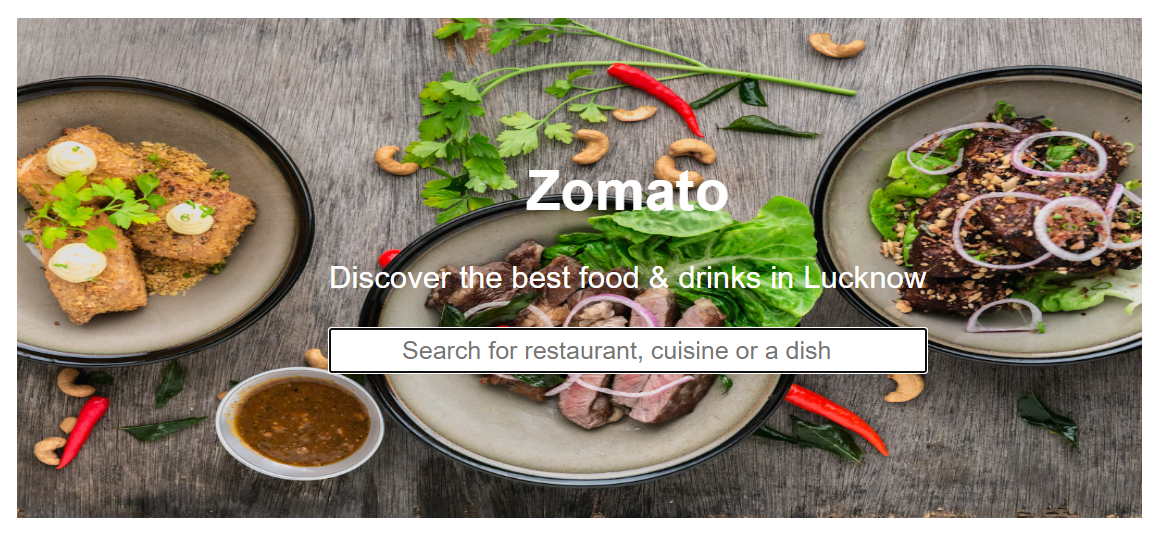 Zomato
Discover the best food & drinks in Lucknow
Search for restaurant, cuisine or a dish